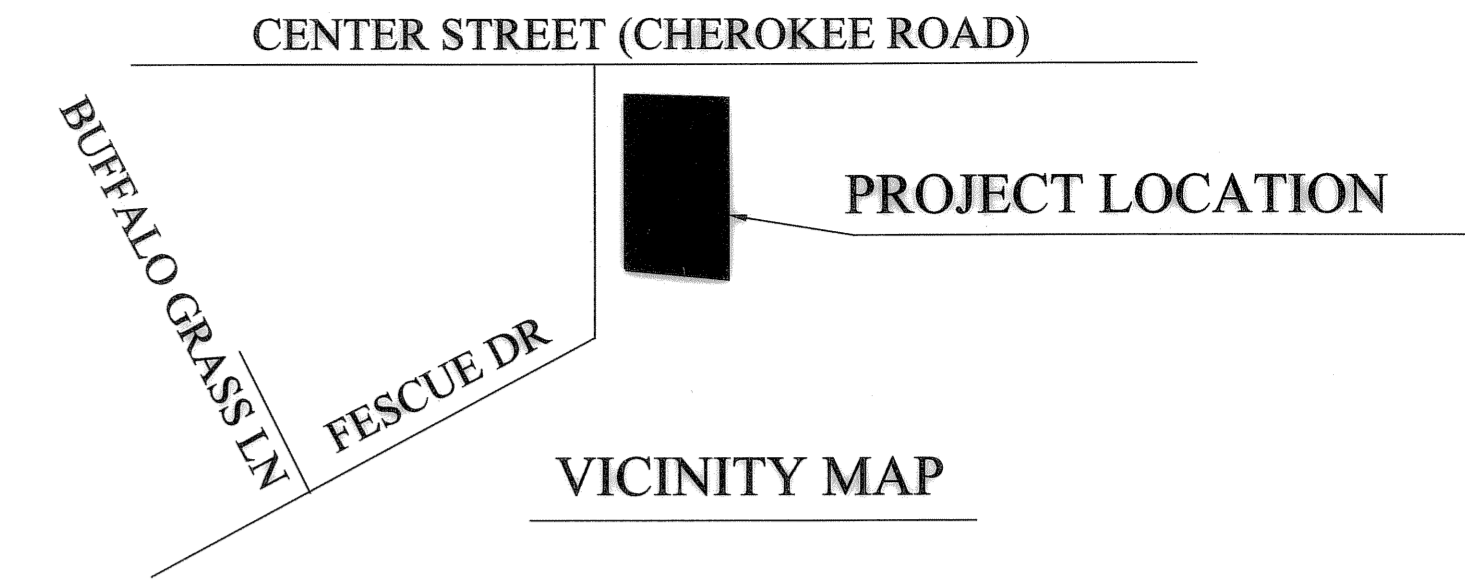 CENTER STREET (CHEROKEE ROAD)
BUFFALO GRASS LN
PROJECT LOCATION
FESCUE DR
VICINITY MAP